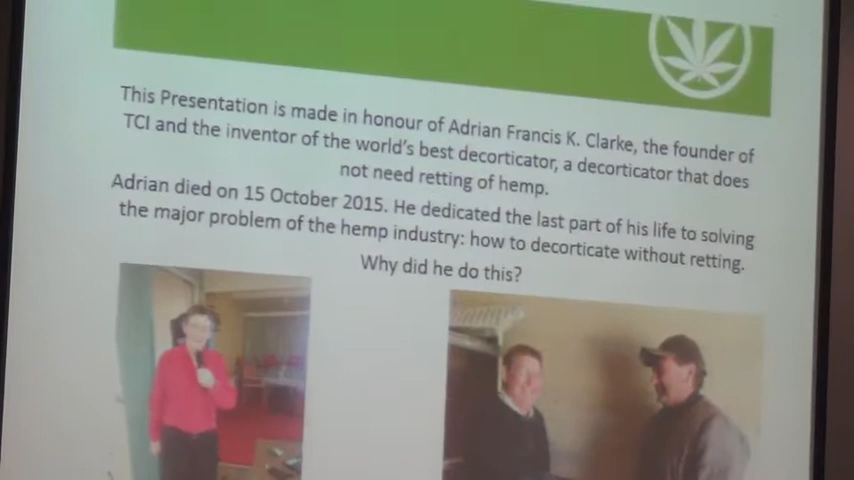 This Presentation is made in honour of Adrian Francis K. Clarke, the founder of
TCI and the inventor of the world's best decorticator, a decorticator that does
not need retting of hemp.
Adrian died on 15 October 2015. He dedicated the last part of his life to solving
the major problem of the hemp industry: how to decorticate without retting.
Why did he do this?